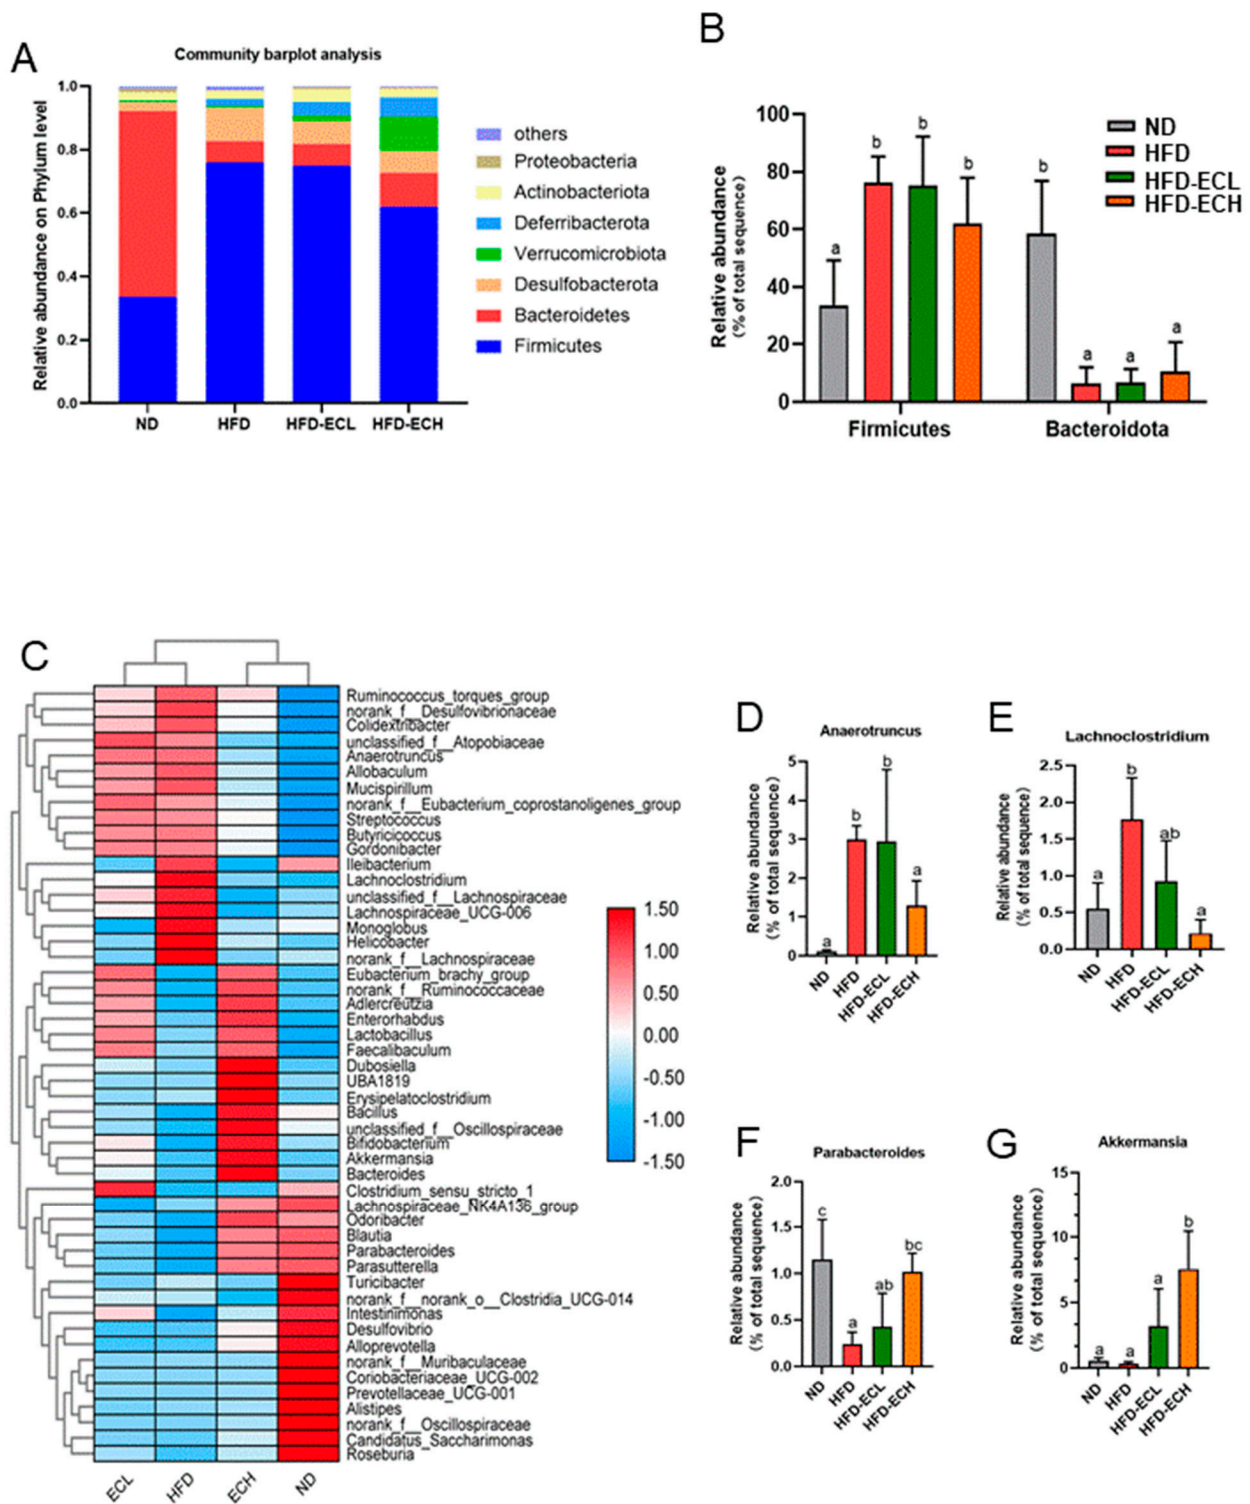 A
Community barplot analysis
Relative abundance on Phylum level
1.0
0.8
0.6
0.4
0.2
0.0
ND
HFD
HFD-ECL
HFD-ECH
others
Proteobacteria
Actinobacteriota
Deferribacterota
Verrucomicrobiota
Desulfobacterota
Bacteroidetes
Firmicutes
B
Relative abundance
(% of total sequence)
100
80
60
40
20
0
a
b
b
b
b
a
a
a
Firmicutes
Bacteroidota
ND
HFD
HFD-ECL
HFD-ECH
C
Ruminococcus_torques_group
norank_f__Desulfovibrionaceae
Colidextribacter
unclassified_f__Atopobiaceae
Anaerotruncus
Allobaculum
Mucispirillum
norank_f__Eubacterium_coprostanoligenes_group
Streptococcus
Butyricicoccus
Gordonibacter
Ileibacterium
Lachnoclostridium
unclassified_f__Lachnospiraceae
Lachnospiraceae_UCG-006
Monoglobus
Helicobacter
norank_f__Lachnospiraceae
Eubacterium_brachy_group
norank_f__Ruminococcaceae
Adlercreutzia
Enterorhabdus
Lactobacillus
Faecalibaculum
Dubosiella
UBA1819
Erysipelatoclostridium
Bacillus
unclassified_f__Oscillospiraceae
Bifidobacterium
Akkermansia
Bacteroides
Clostridium_sensu_stricto_1
Lachnospiraceae_NK4A136_group
Odoribacter
Blautia
Parabacteroides
Parasutterella
Turicibacter
norank_f__norank_o__Clostridia_UCG-014
Intestinimonas
Desulfovibrio
Alloprevotella
norank_f__Muribaculaceae
Coriobacteriaceae_UCG-002
Prevotellaceae_UCG-001
Alistipes
norank_f__Oscillospiraceae
Candidatus_Saccharimonas
Roseburia
ECL
HFD
ECH
ND
1.50
1.00
0.50
0.00
-0.50
-1.00
-1.50
D
Anaerotruncus
Relative abundance
(% of total sequence)
5
4
3
2
1
0
a
b
b
a
ND
HFD
HFD-ECL
HFD-ECH
E
Lachnoclostridium
Relative abundance
(% of total sequence)
2.5
2.0
1.5
1.0
0.5
0.0
a
b
ab
a
ND
HFD
HFD-ECL
HFD-ECH
F
Parabacteroides
Relative abundance
(% of total sequence)
2.0
1.5
1.0
0.5
0.0
c
a
ab
bc
ND
HFD
HFD-ECL
HFD-ECH
G
Akkermansia
Relative abundance
(% of total sequence)
15
10
5
0
a
a
a
b
ND
HFD
HFD-ECL
HFD-ECH